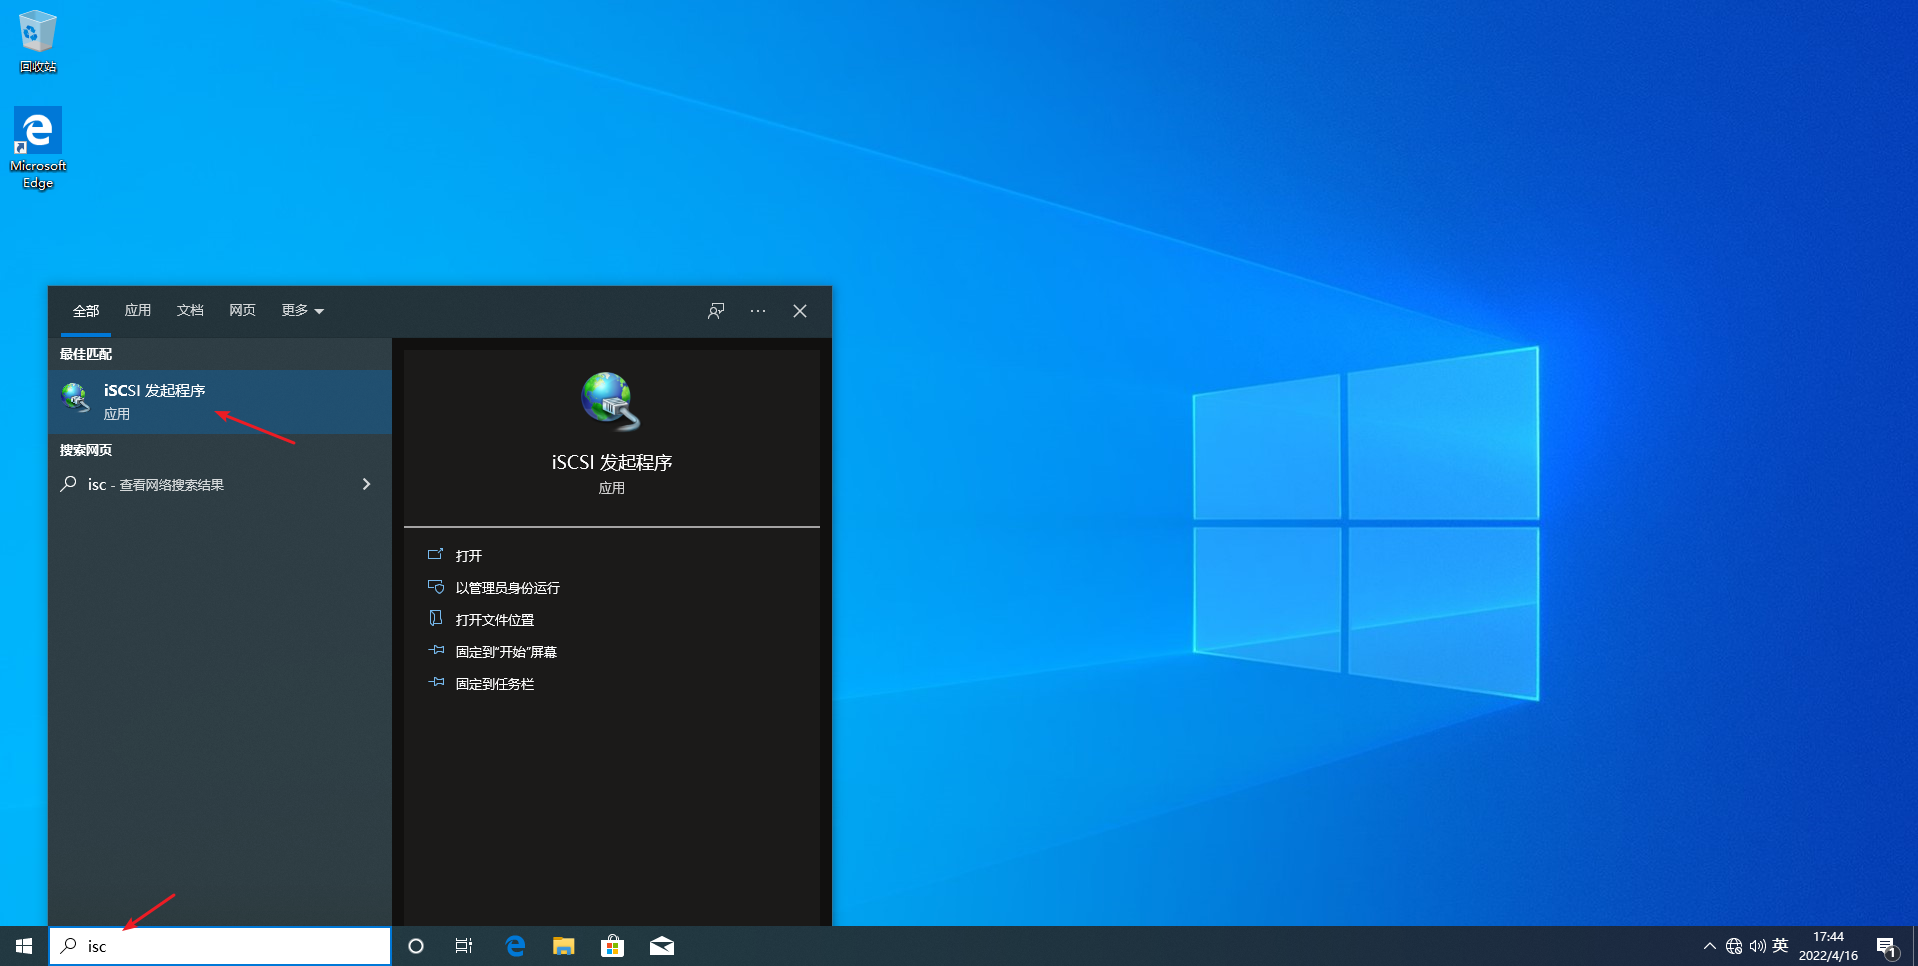 回收站
Microsoft
Edge
全部 应用 文档 网页 更多
最佳匹配
iSCSI 发起程序
应用
搜索网页
isc - 查看网络搜索结果
iSCSI 发起程序
应用
打开
以管理员身份运行
打开文件位置
固定到"开始"屏幕
固定到任务栏
isc
英
17:44
2022/4/16
1